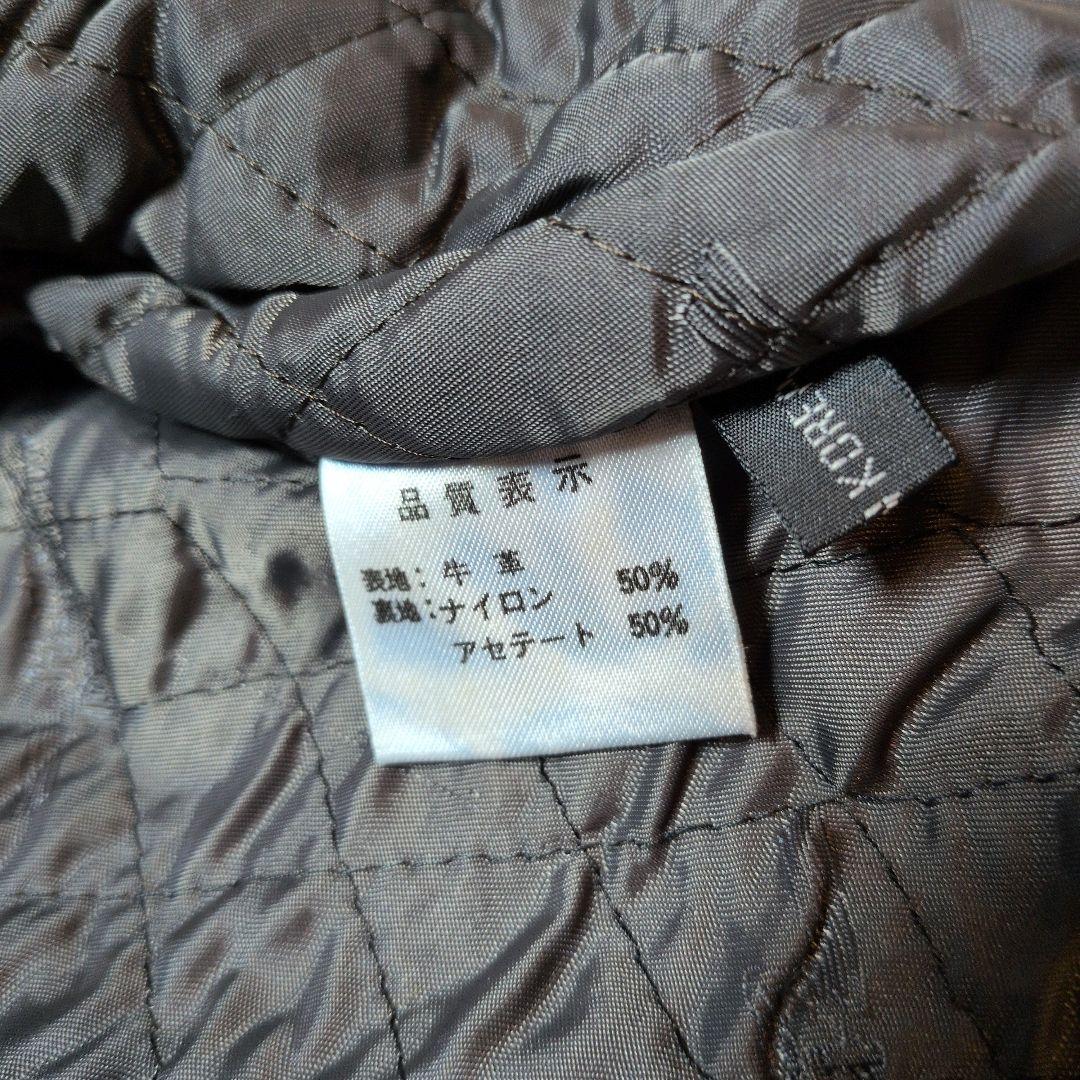 品質表示
表地:牛 革
裏地:ナイロン 50%
アセテート 50%
KORE